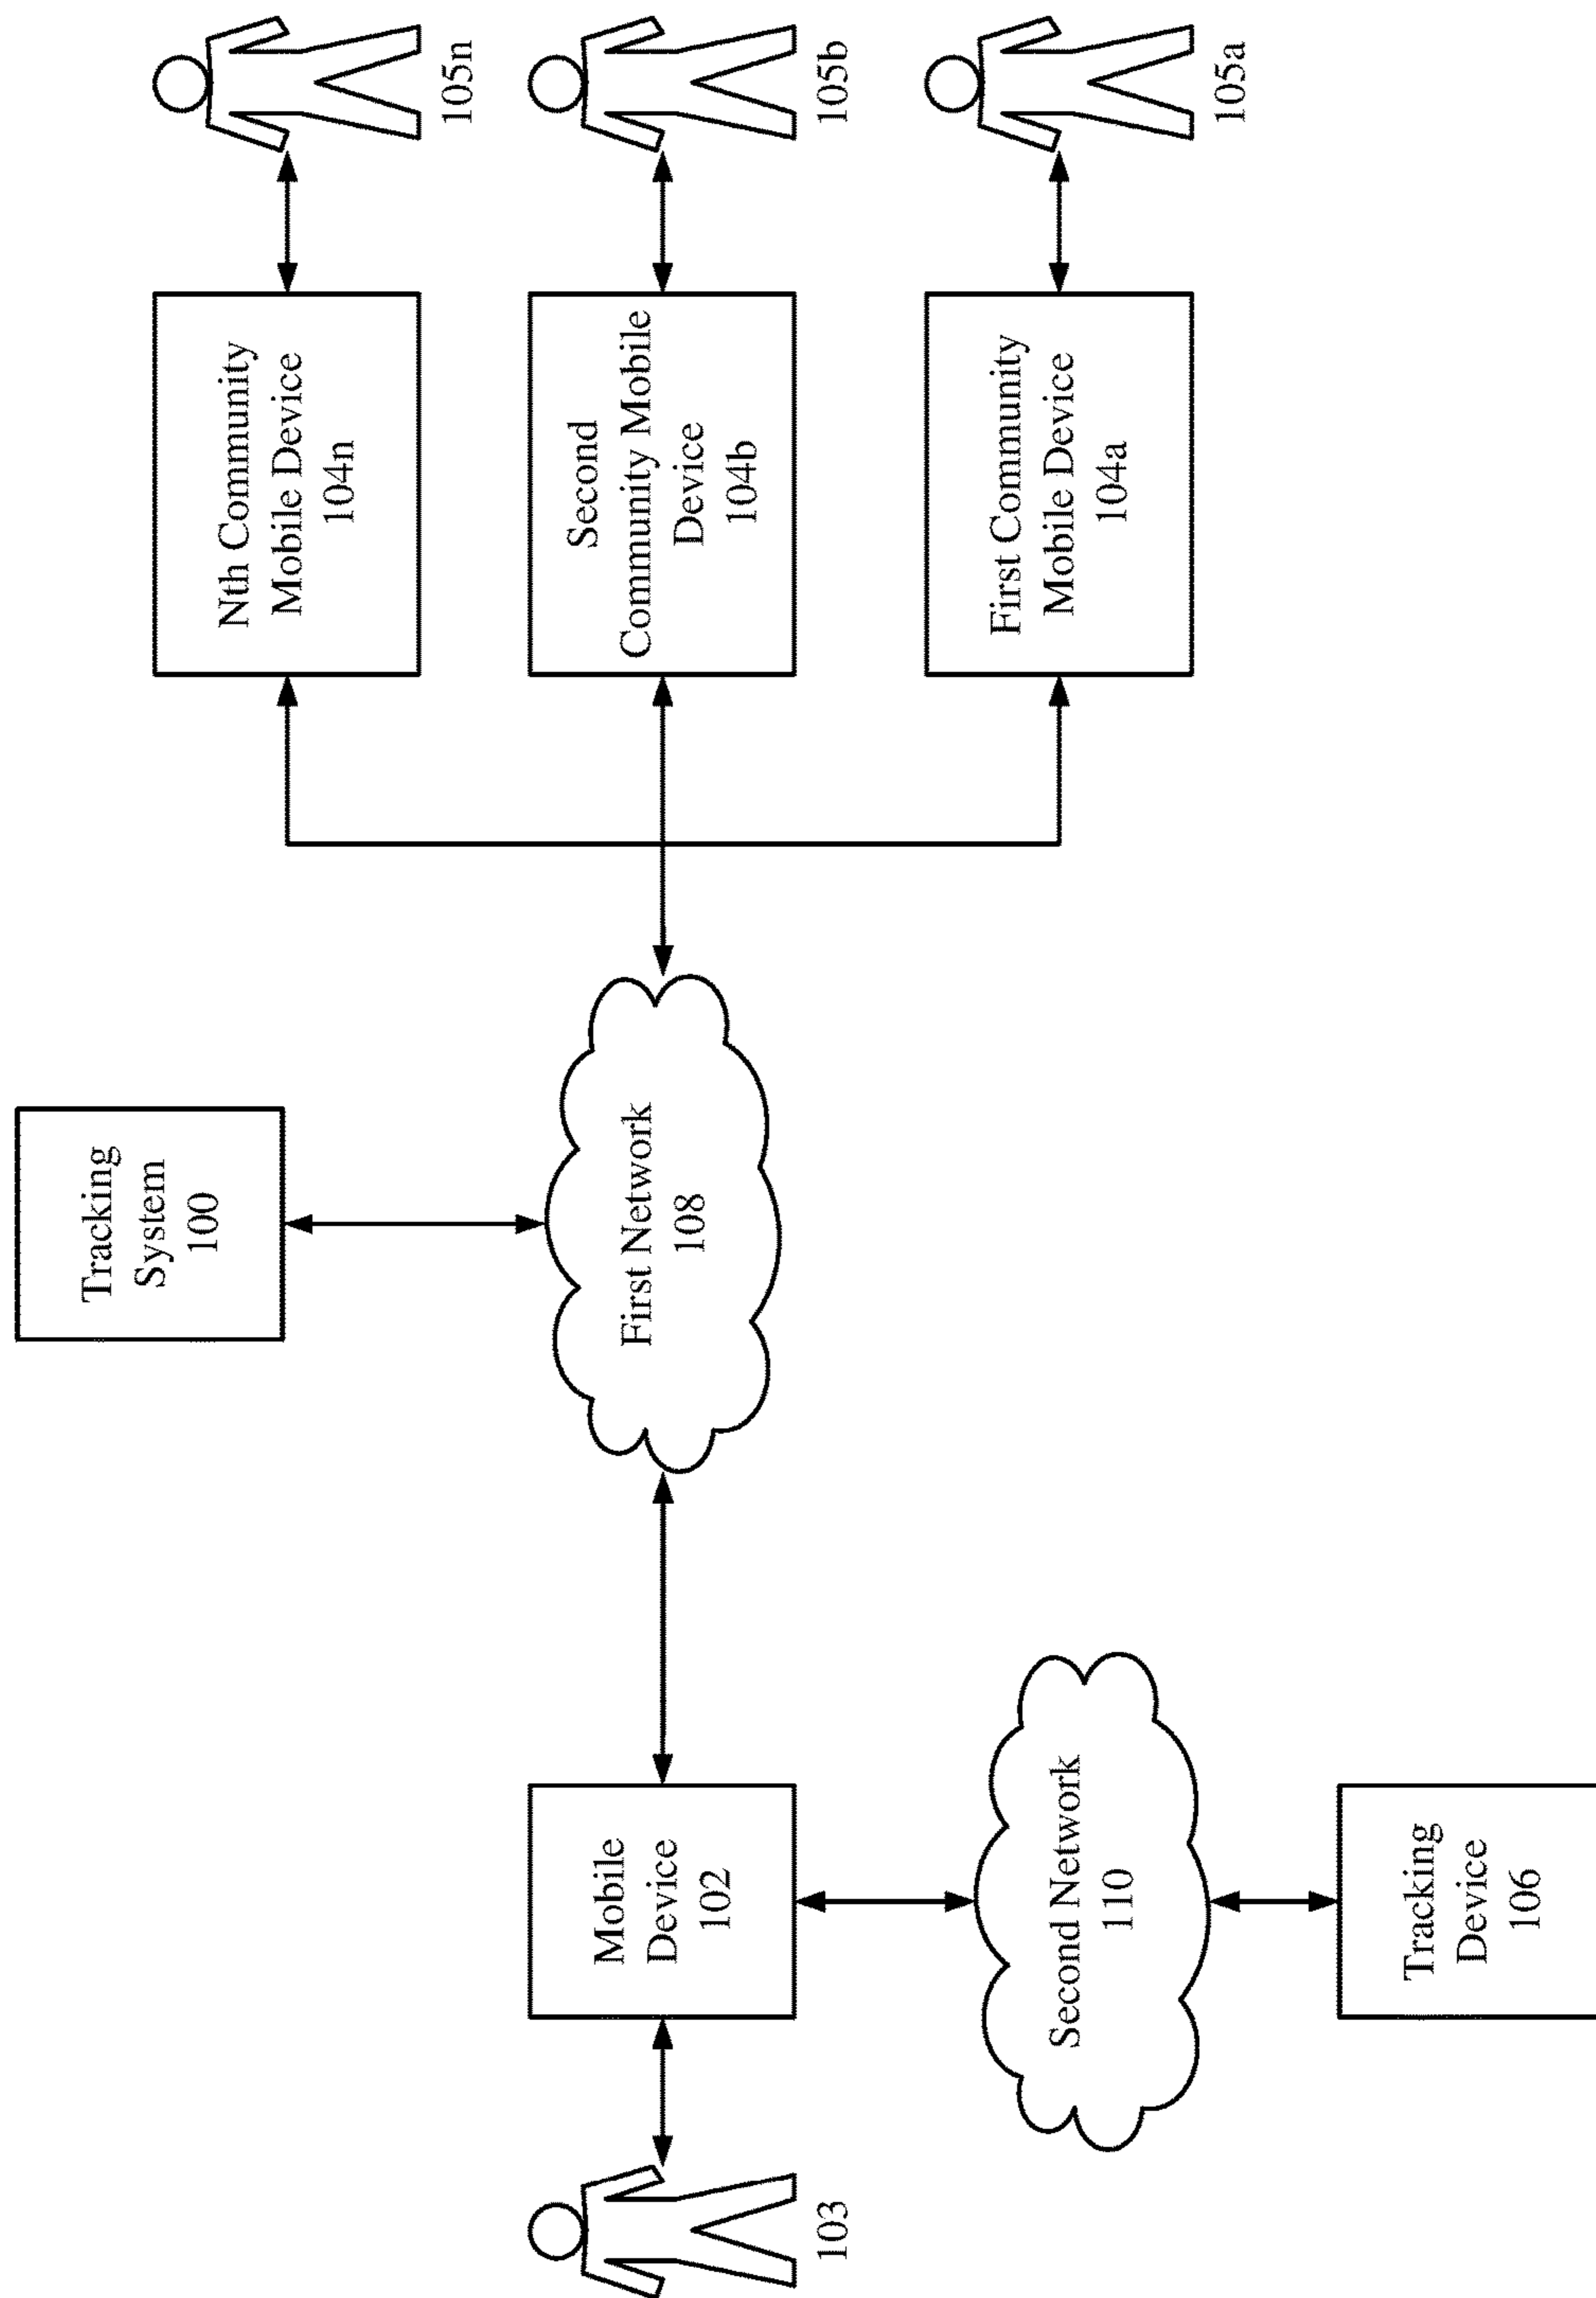 Tracking
System
100
Nth Community
Mobile Device
104n
105n
103
Mobile
Device
102
First Network
108
Second
Community Mobile
Device
104b
105b
Second Network
110
First Community
Mobile Device
104a
105a
Tracking
Device
106